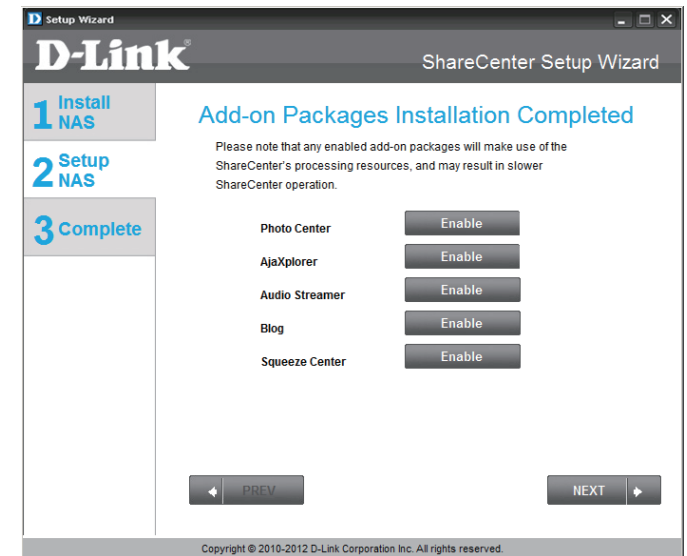 Setup Wizard
D-Link®
ShareCenter Setup Wizard
1 Install NAS
2 Setup NAS
3 Complete
Add-on Packages Installation Completed
Please note that any enabled add-on packages will make use of the
ShareCenter's processing resources, and may result in slower
ShareCenter operation.
Photo Center Enable
AjaXplorer Enable
Audio Streamer Enable
Blog Enable
Squeeze Center Enable
PREV
NEXT
Copyright © 2010-2012 D-Link Corporation Inc. All rights reserved.